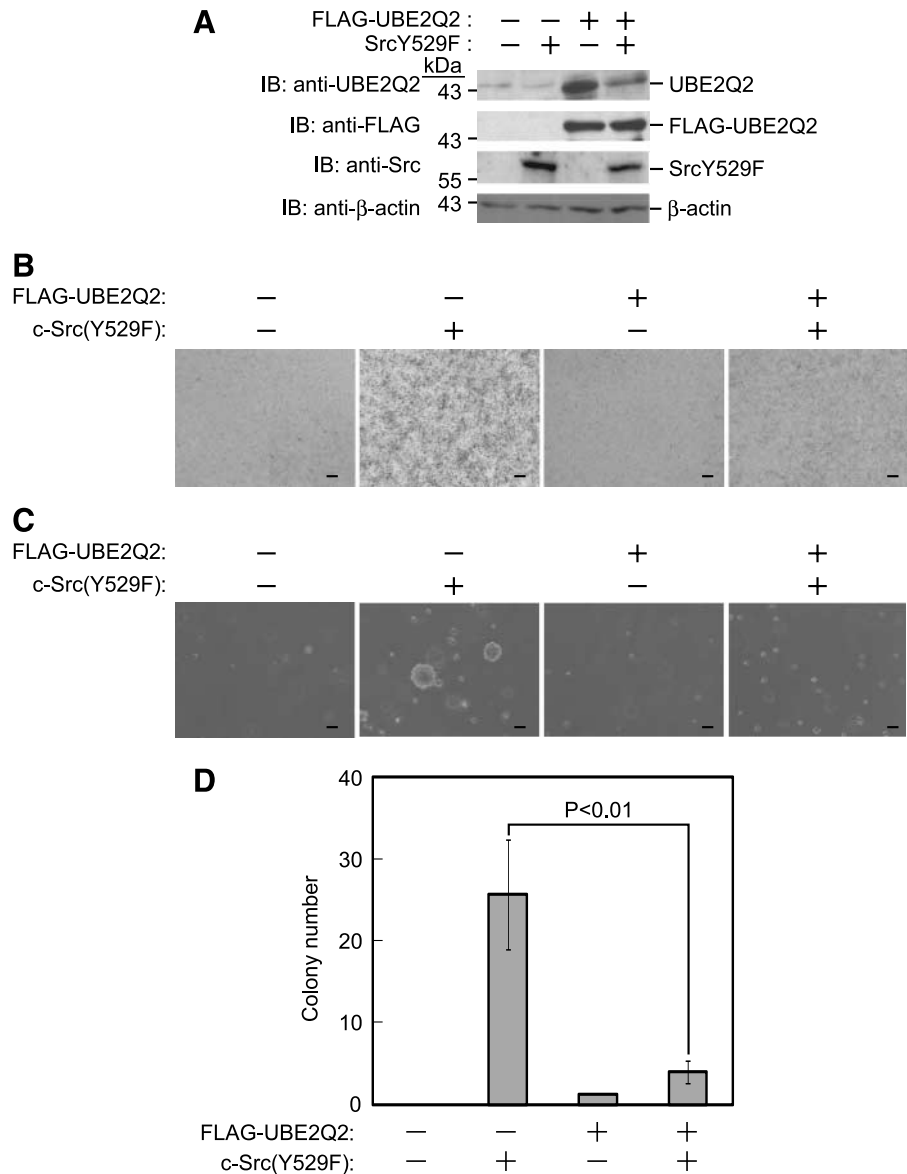 A
FLAG-UBE2Q2 : − − + +
SrcY529F : − + − +
kDa
IB: anti-UBE2Q2 43 UBE2Q2
IB: anti-FLAG 43 FLAG-UBE2Q2
IB: anti-Src 55 SrcY529F
IB: anti-β-actin 43 β-actin
B
FLAG-UBE2Q2: − − + +
c-Src(Y529F): − + − +
C
FLAG-UBE2Q2: − − + +
c-Src(Y529F): − + − +
D
40
P<0.01
30
Colony number
20
10
0
FLAG-UBE2Q2: − − + +
c-Src(Y529F): − + − +